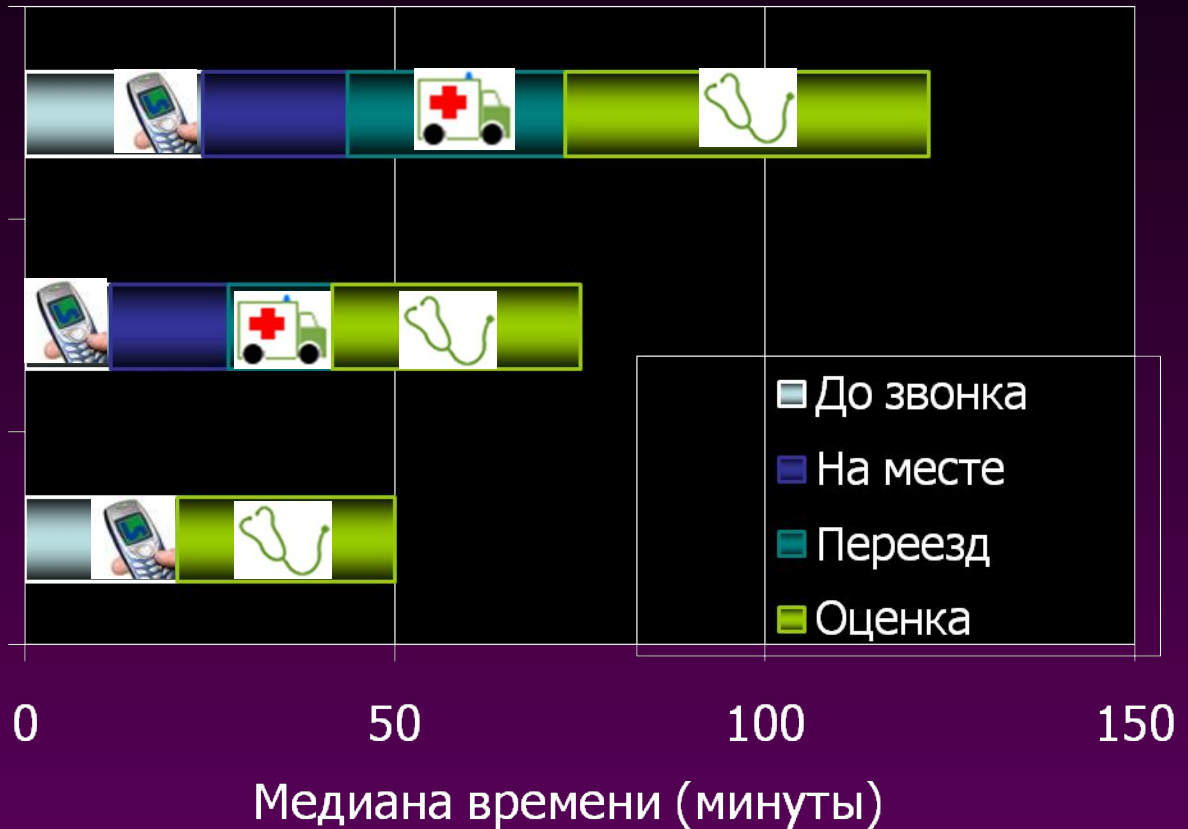 До звонка
На месте
Переезд
Оценка
0 50 100 150
Медиана времени (минуты)